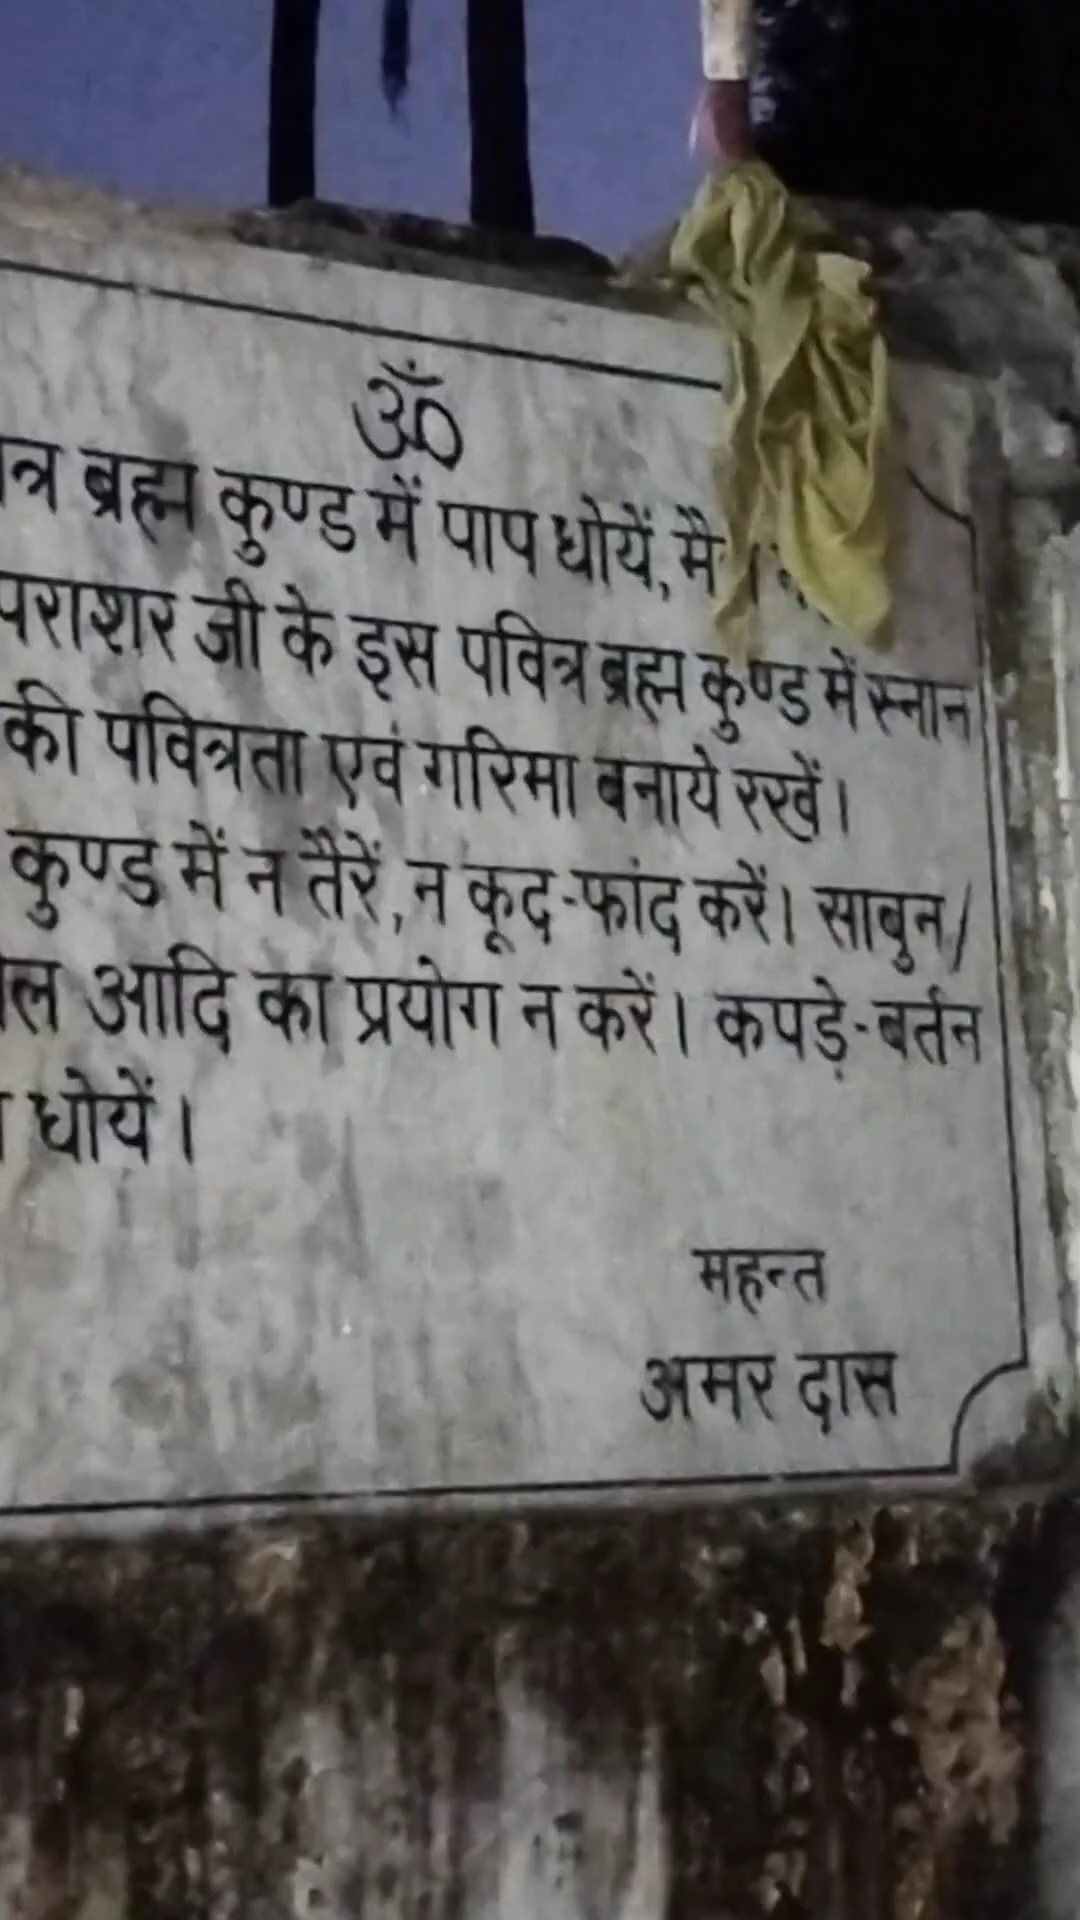 ॐ
ब्रह्म कुण्ड में पाप धोयें, मै
पराशर जी के इस पवित्र ब्रह्म कुण्ड में स्नान
की पवित्रता एवं गरिमा बनाये रखें।
कुण्ड में न तैरें, न कूद-फांद करें। साबुन/
आदि का प्रयोग न करें। कपड़े-बर्तन
धोयें।
महन्त
अमर दास